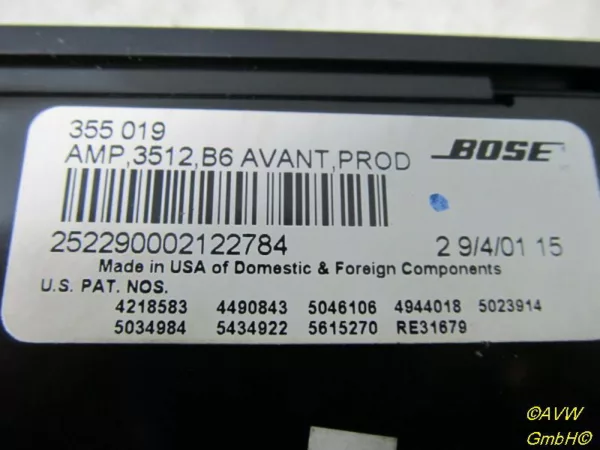 355 019
AMP,3512,B6 AVANT,PROD BOSE
252290002122784 2 9/4/01 15
Made in USA of Domestic & Foreign Components
U.S. PAT. NOS.
4218583 4490843 5046106 4944018 5023914
5034984 5434922 5615270 RE31679
©AVW
GmbH©